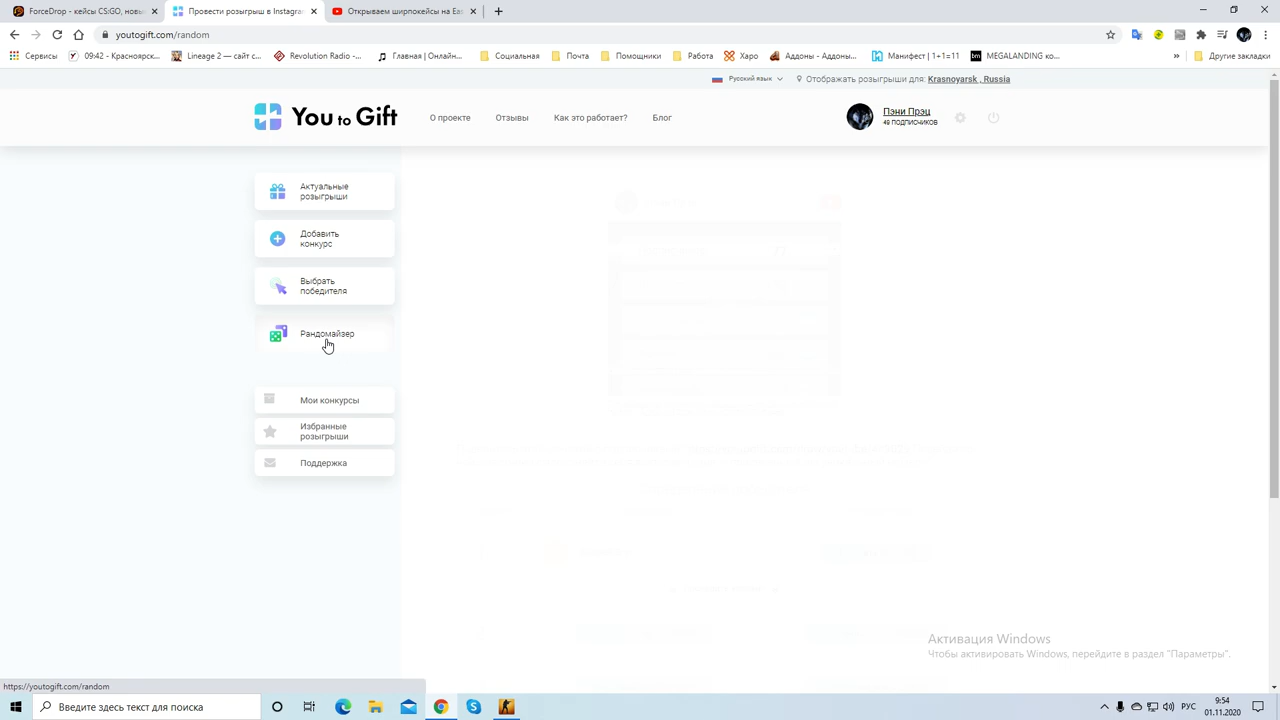 ForceDrop - кейсы CS:GO, новы
Провести розыгрыш в Instagram
Открываем широкейсы на Eas
youtogift.com/random
Сервисы
09:42 • Красноярск...
Lineage 2 — сайт с...
Revolution Radio -...
Главная | Онлайн...
Социальная
Почта
Помощники
Работа
Харо
Аддоны - Аддоны...
Манифест | 1+1=11
MEGALANDING ко...
»
Другие закладки
Русский язык
Отображать розыгрыши для: Krasnoyarsk , Russia
You to Gift
О проекте
Отзывы
Как это работает?
Блог
Пэни Прэц
49 подписчиков
Актуальные
розыгрыши
Добавить
конкурс
Выбрать
победителя
Рандомайзер
Мои конкурсы
Избранные
розыгрыши
Поддержка
Активация Windows
Чтобы активировать Windows, перейдите в раздел "Параметры".
https://youtogift.com/random
Введите здесь текст для поиска
РУС
9:54
01.11.2020